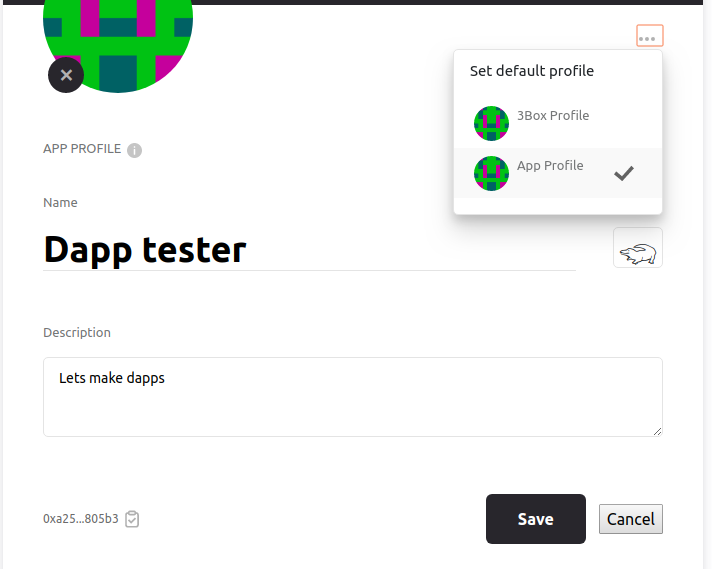 Set default profile
3Box Profile
App Profile
APP PROFILE
Name
Dapp tester
Description
Lets make dapps
0xa25...805b3
Save
Cancel